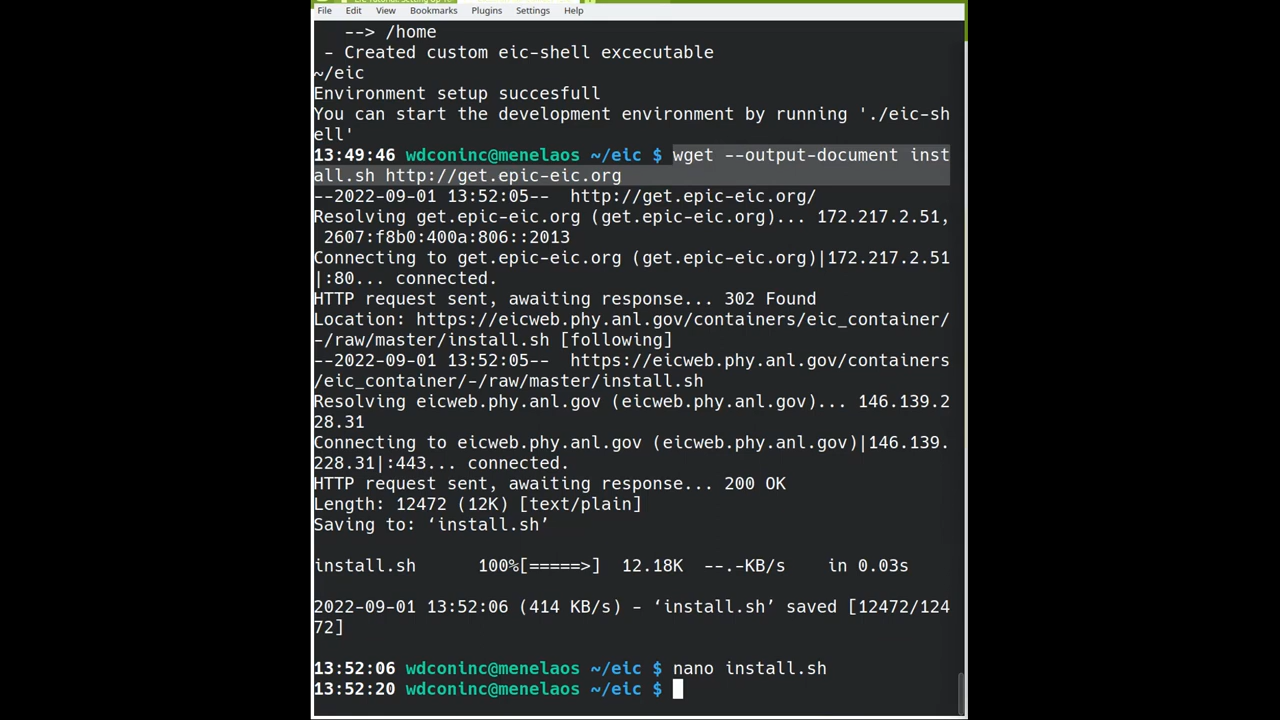 File Edit View Bookmarks Plugins Settings Help
--> /home
- Created custom eic-shell excecutable
~/eic
Environment setup succesfull
You can start the development environment by running './eic-sh
ell'
13:49:46 wdconinc@menelaos ~/eic $ wget --output-document inst
all.sh http://get.epic-eic.org
--2022-09-01 13:52:05--  http://get.epic-eic.org/
Resolving get.epic-eic.org (get.epic-eic.org)... 172.217.2.51,
2607:f8b0:400a:806::2013
Connecting to get.epic-eic.org (get.epic-eic.org)|172.217.2.51
|:80... connected.
HTTP request sent, awaiting response... 302 Found
Location: https://eicweb.phy.anl.gov/containers/eic_container/
-/raw/master/install.sh [following]
--2022-09-01 13:52:05--  https://eicweb.phy.anl.gov/containers
/eic_container/-/raw/master/install.sh
Resolving eicweb.phy.anl.gov (eicweb.phy.anl.gov)... 146.139.2
28.31
Connecting to eicweb.phy.anl.gov (eicweb.phy.anl.gov)|146.139.
228.31|:443... connected.
HTTP request sent, awaiting response... 200 OK
Length: 12472 (12K) [text/plain]
Saving to: ‘install.sh’
install.sh 100%[=====>] 12.18K --.-KB/s in 0.03s
2022-09-01 13:52:06 (414 KB/s) - ‘install.sh’ saved [12472/124
72]
13:52:06 wdconinc@menelaos ~/eic $ nano install.sh
13:52:20 wdconinc@menelaos ~/eic $